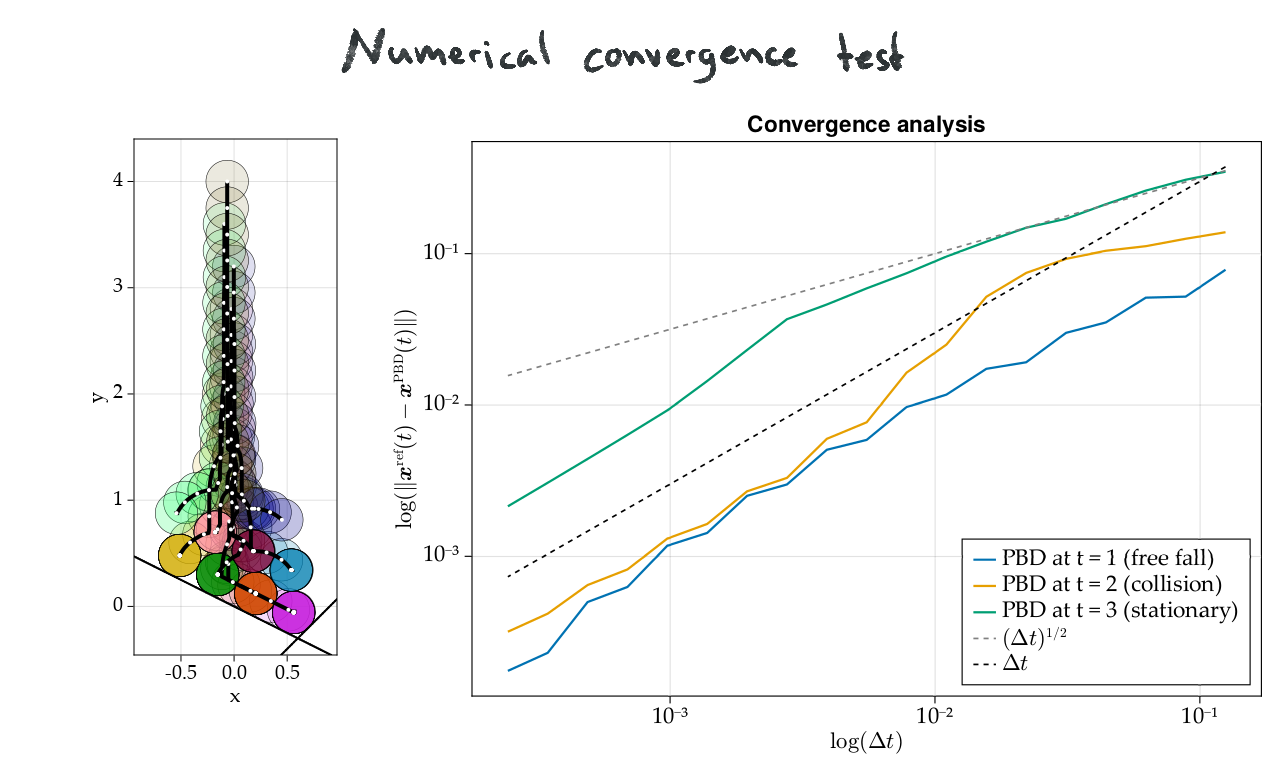 Numerical convergence test
4
3
2
1
0
y
-0.5 0.0 0.5
x
Convergence analysis
10⁻¹
10⁻²
10⁻³
log(||𝒙^ref(t) − 𝒙^PBD(t)||)
PBD at t = 1 (free fall)
PBD at t = 2 (collision)
PBD at t = 3 (stationary)
(Δt)^1/2
Δt
10⁻³ 10⁻² 10⁻¹
log(Δt)